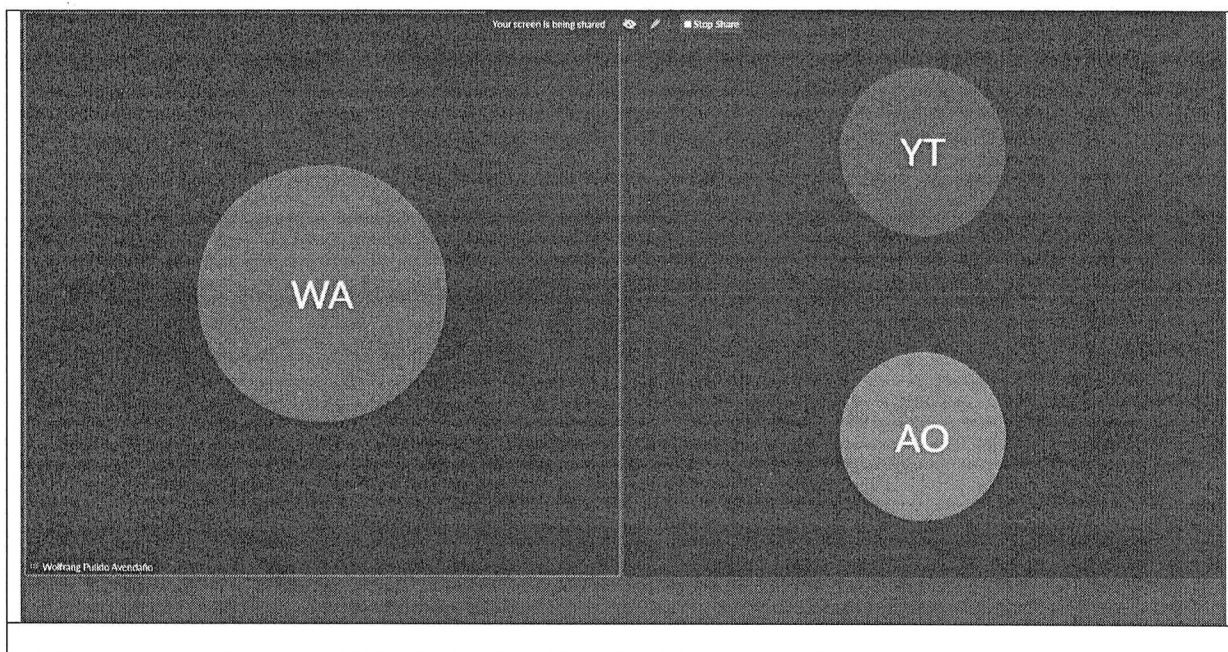 Your screen is being shared Stop Share
YT
WA
AO
Wolfrang Pulido Avendaño